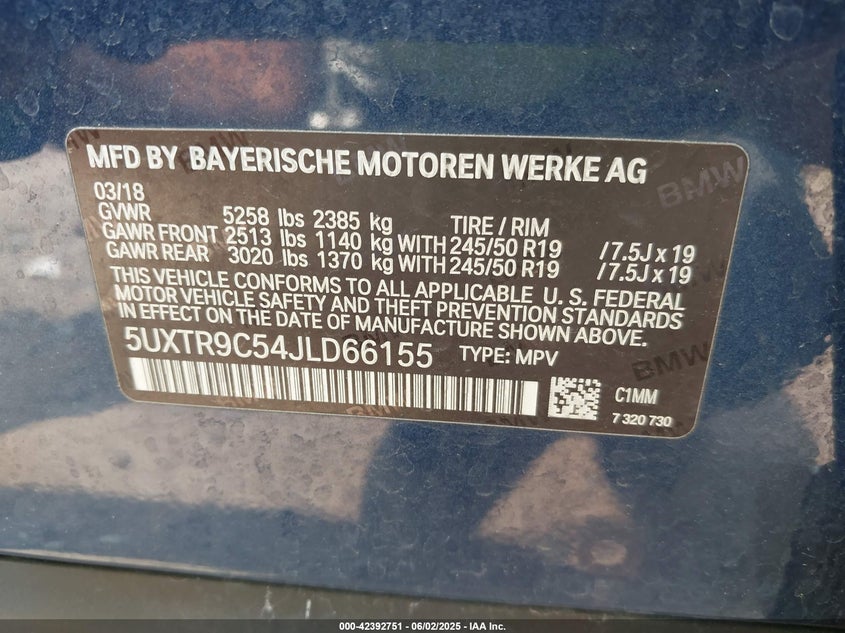 MFD BY BAYERISCHE MOTOREN WERKE AG
03/18
GVWR 5258 lbs 2385 kg TIRE / RIM
GAWR FRONT 2513 lbs 1140 kg WITH 245/50 R19 / 7.5J x 19
GAWR REAR 3020 lbs 1370 kg WITH 245/50 R19 / 7.5J x 19
THIS VEHICLE CONFORMS TO ALL APPLICABLE U. S. FEDERAL
MOTOR VEHICLE SAFETY AND THEFT PREVENTION STANDARDS
IN EFFECT ON THE DATE OF MANUFACTURE SHOWN ABOVE.
5UXTR9C54JLD66155 TYPE: MPV
C1MM
7 320 730
BMW
BMW
000-42392751 - 06/02/2025 - IAA Inc.